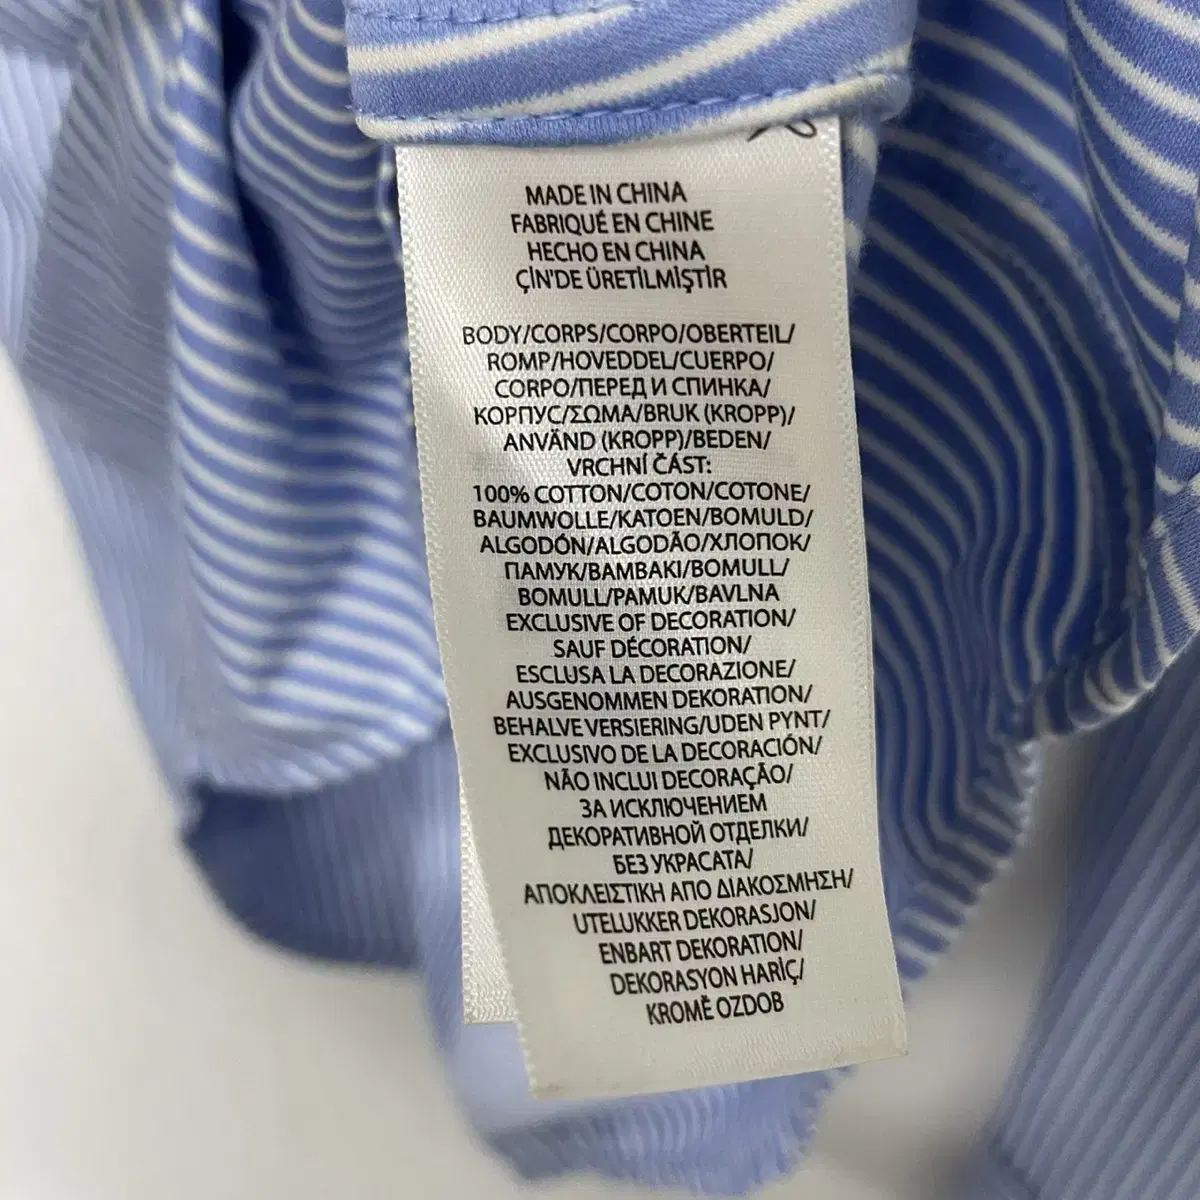 MADE IN CHINA
FABRIQUÉ EN CHINE
HECHO EN CHINA
ÇİN'DE ÜRETİLMİŞTİR
BODY/CORPS/CORPO/OBERTEIL/
ROMP/HOVEDDEL/CUERPO/
CORPO/ПЕРЕД И СПИНКА/
КОРПУС/ΣΩΜΑ/BRUK (KROPP)/
ANVÄND (KROPP)/BEDEN/
VRCHNÍ ČÁST:
100% COTTON/COTON/COTONE/
BAUMWOLLE/KATOEN/BOMULD/
ALGODÓN/ALGODÃO/ХЛОПОК/
ПАМУК/BAMBAKI/BOMULL/
BOMULL/PAMUK/BAVLNA
EXCLUSIVE OF DECORATION/
SAUF DÉCORATION/
ESCLUSA LA DECORAZIONE/
AUSGENOMMEN DEKORATION/
BEHALVE VERSIERING/UDEN PYNT/
EXCLUSIVO DE LA DECORACIÓN/
NÃO INCLUI DECORAÇÃO/
ЗА ИСКЛЮЧЕНИЕМ
ДЕКОРАТИВНОЙ ОТДЕЛКИ/
БЕЗ УКРАСАТА/
ΑΠΟΚΛΕΙΣΤΙΚΗ ΑΠΟ ΔΙΑΚΟΣΜΗΣΗ/
UTELUKKER DEKORASJON/
ENBART DEKORATION/
DEKORASYON HARİÇ/
KROMĚ OZDOB